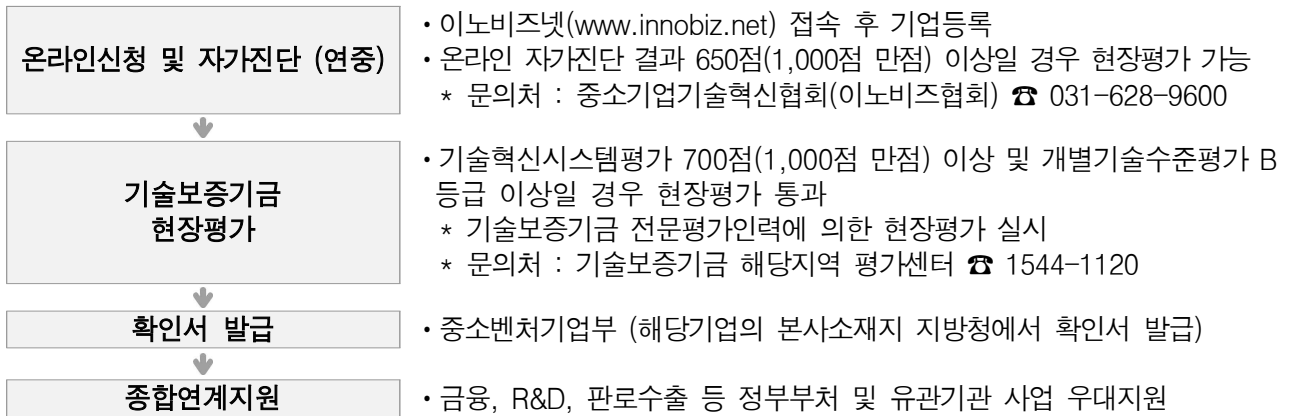 온라인신청 및 자가진단 (연중)
• 이노비즈넷(www.innobiz.net) 접속 후 기업등록
• 온라인 자가진단 결과 650점(1,000점 만점) 이상일 경우 현장평가 가능
* 문의처 : 중소기업기술혁신협회(이노비즈협회) ☎ 031-628-9600
기술보증기금
현장평가
• 기술혁신시스템평가 700점(1,000점 만점) 이상 및 개별기술수준평가 B
등급 이상일 경우 현장평가 통과
* 기술보증기금 전문평가인력에 의한 현장평가 실시
* 문의처 : 기술보증기금 해당지역 평가센터 ☎ 1544-1120
확인서 발급
• 중소벤처기업부 (해당기업의 본사소재지 지방청에서 확인서 발급)
종합연계지원
• 금융, R&D, 판로수출 등 정부부처 및 유관기관 사업 우대지원